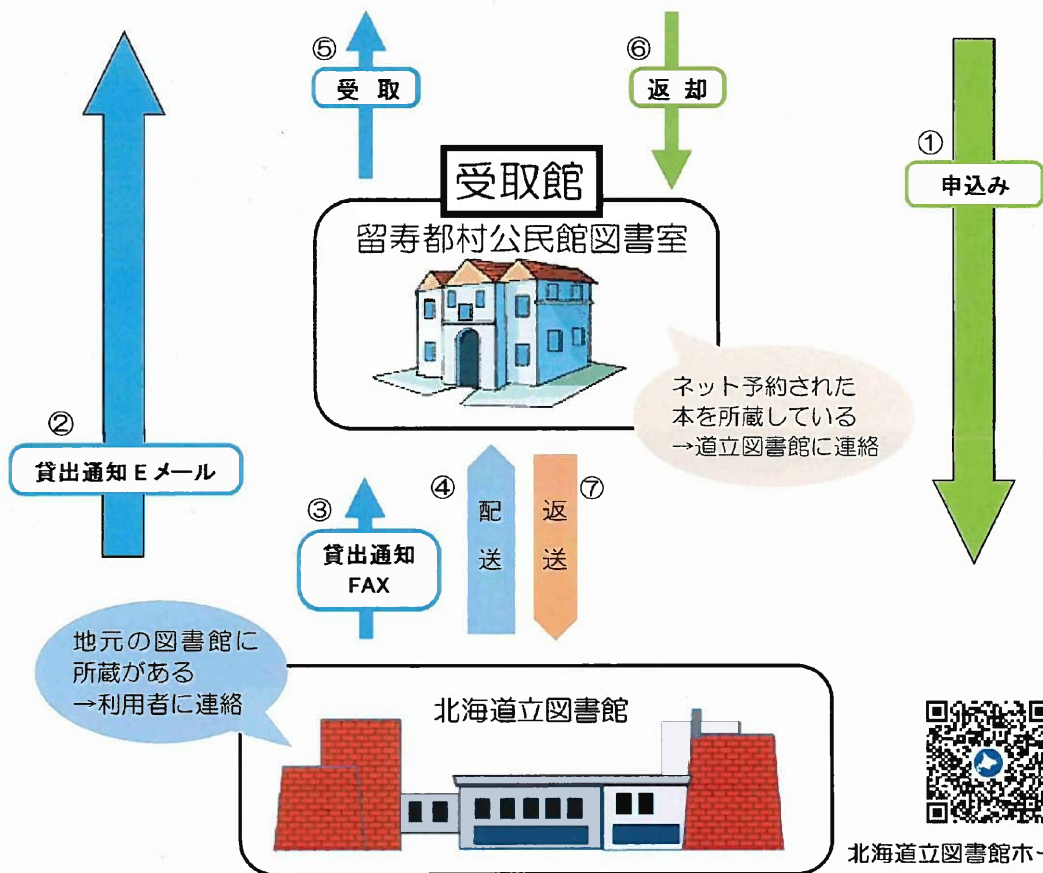 ⑤
受 取
⑥
返 却
①
申込み
受取館
留寿都村公民館図書室
ネット予約された
本を所蔵している
→道立図書館に連絡
②
貸出通知Eメール
③
貸出通知
FAX
④
配送
⑦
返送
地元の図書館に
所蔵がある
→利用者に連絡
北海道立図書館
北海道立図書館ホー